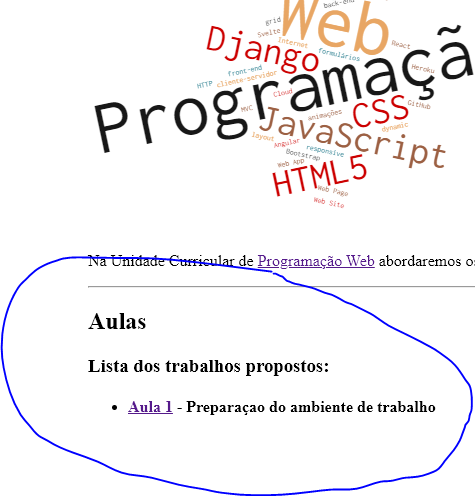 back-end
grid
Web
Svelte
Django
Internet
formulários
React
Programaçã
front-end
HTTP
cliente-servidor
Heroku
Cloud
MVC
animações
CSS
GitHub
JavaScript
dynamic
layout
Angular
responsive
Bootstrap
Web App
HTML5
Web Page
Web Site
Na Unidade Curricular de Programação Web abordaremos o
Aulas
Lista dos trabalhos propostos:
• Aula 1 - Preparaçao do ambiente de trabalho